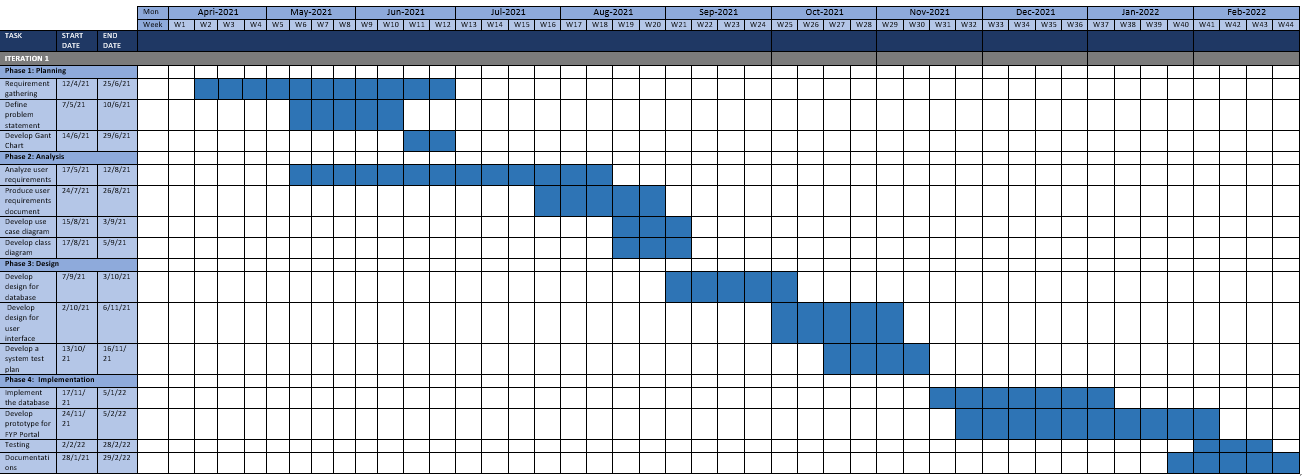 Mon Apri-2021 May-2021 Jun-2021 Jul-2021 Aug-2021 Sep-2021 Oct-2021 Nov-2021 Dec-2021 Jan-2022 Feb-2022
Week W1 W2 W3 W4 W5 W6 W7 W8 W9 W10 W11 W12 W13 W14 W15 W16 W17 W18 W19 W20 W21 W22 W23 W24 W25 W26 W27 W28 W29 W30 W31 W32 W33 W34 W35 W36 W37 W38 W39 W40 W41 W42 W43 W44
TASK START END
DATE DATE
ITERATION 1
Phase 1: Planning
Requirement 12/4/21 25/6/21
gathering
Define 7/5/21 10/6/21
problem
statement
Develop Gant 14/6/21 29/6/21
Chart
Phase 2: Analysis
Analyze user 17/5/21 12/8/21
requirements
Produce user 24/7/21 26/8/21
requirements
document
Develop use 15/8/21 3/9/21
case diagram
Develop class 17/8/21 5/9/21
diagram
Phase 3: Design
Develop 7/9/21 3/10/21
design for
database
Develop 2/10/21 6/11/21
design for
user
interface
Develop a 13/10/ 16/11/
system test 21 21
plan
Phase 4: Implementation
Implement 17/11/ 5/1/22
the database 21
Develop 24/11/ 5/2/22
prototype for 21
FYP Portal
Testing 2/2/22 28/2/22
Documentati 28/1/21 29/2/22
ons